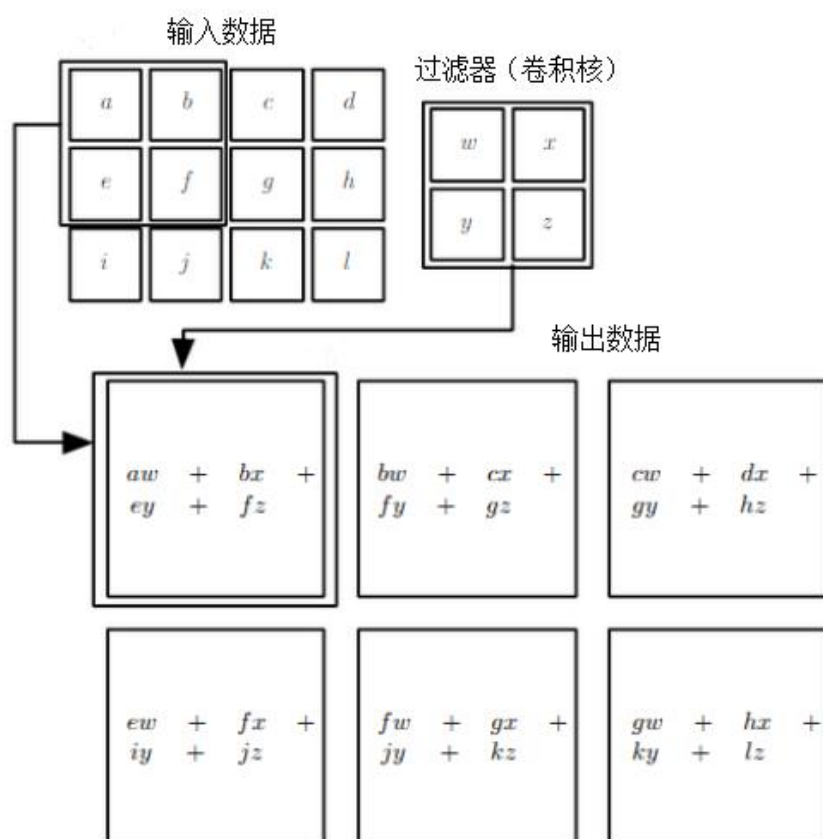 输入数据
过滤器（卷积核）
a b c d
e f g h
i j k l
w x
y z
输出数据
aw + bx +
ey + fz
bw + cx +
fy + gz
cw + dx +
gy + hz
ew + fx +
iy + jz
fw + gx +
jy + kz
gw + hx +
ky + lz